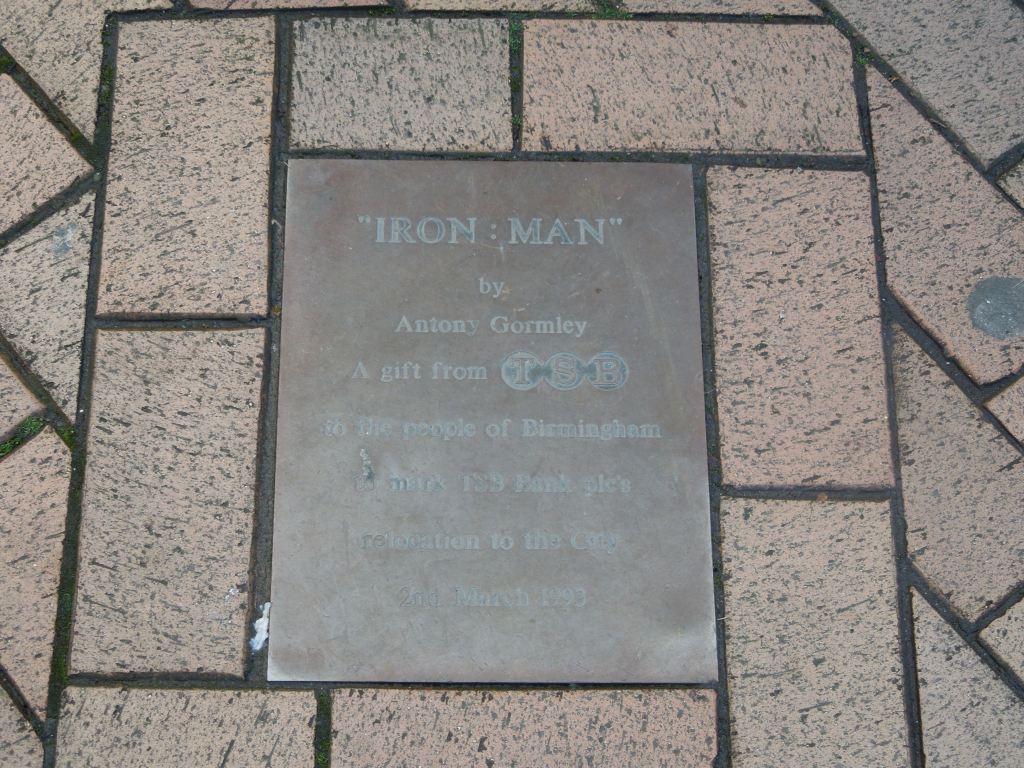 "IRON : MAN"
by
Antony Gormley
A gift from TSB
to the people of Birmingham
to mark TSB Bank plc's
relocation to the City
2nd March 1993